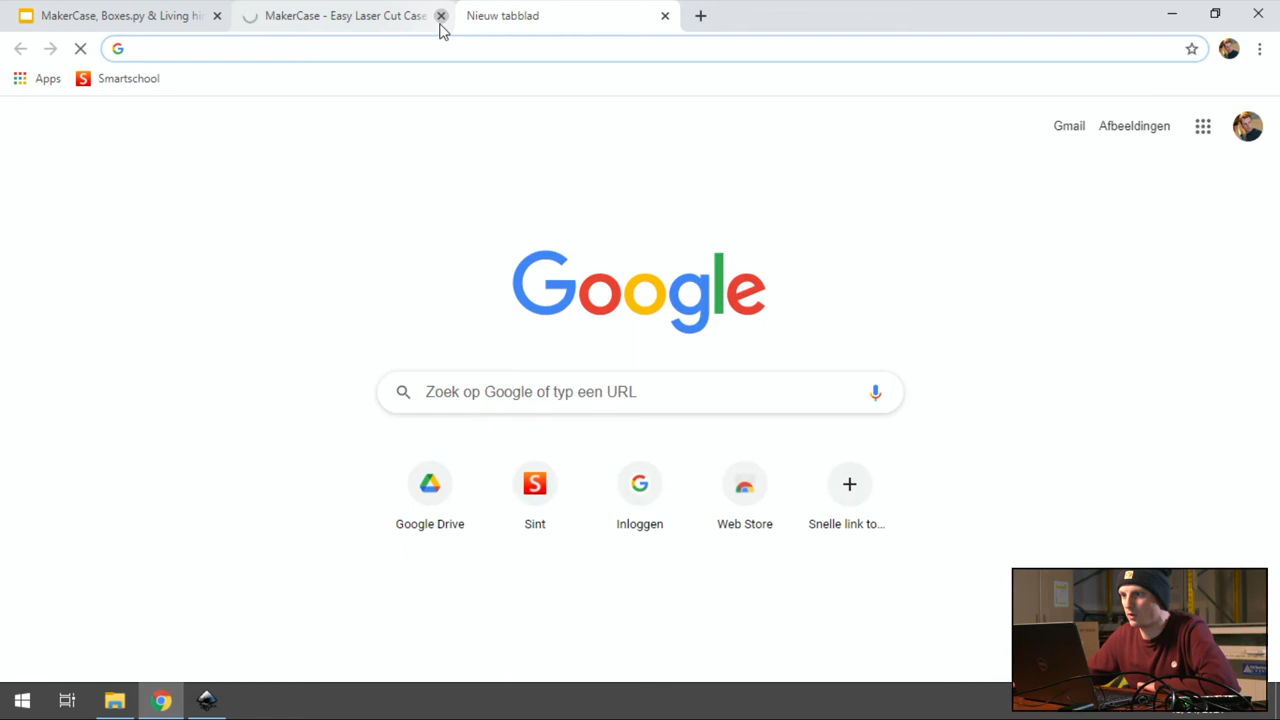 MakerCase, Boxes.py & Living hi
MakerCase - Easy Laser Cut Case
Nieuw tabblad
Apps
Smartschool
Gmail
Afbeeldingen
Google
Zoek op Google of typ een URL
Google Drive
Sint
Inloggen
Web Store
Snelle link to...